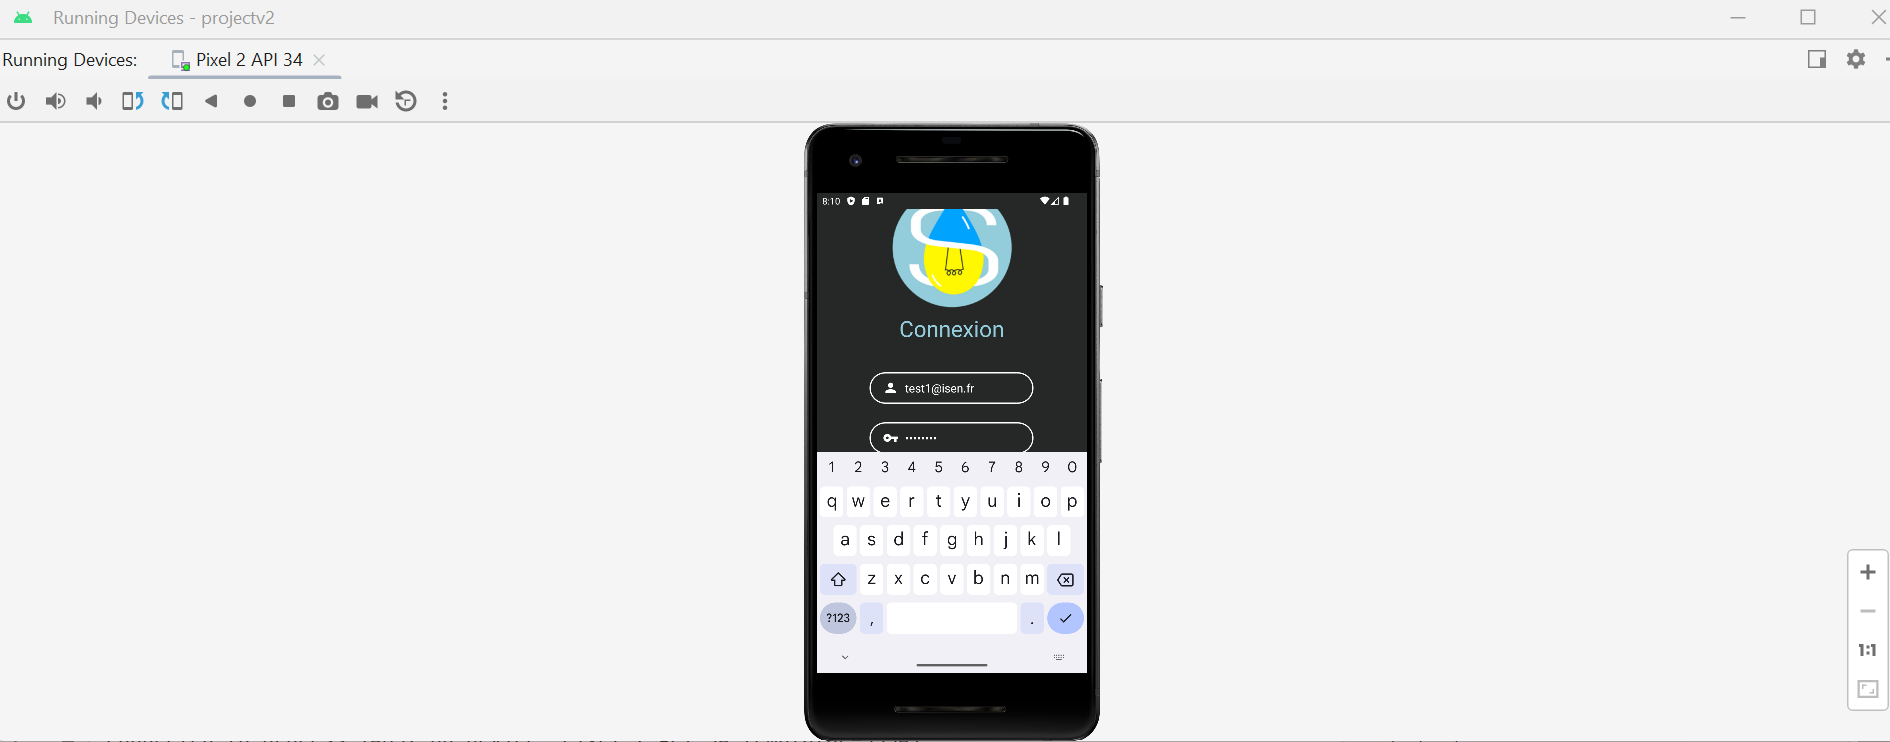 Running Devices - projectv2
Running Devices: Pixel 2 API 34
8:10
S
Connexion
test1@isen.fr
••••••••
1 2 3 4 5 6 7 8 9 0
q w e r t y u i o p
a s d f g h j k l
z x c v b n m
?123 , .
1:1